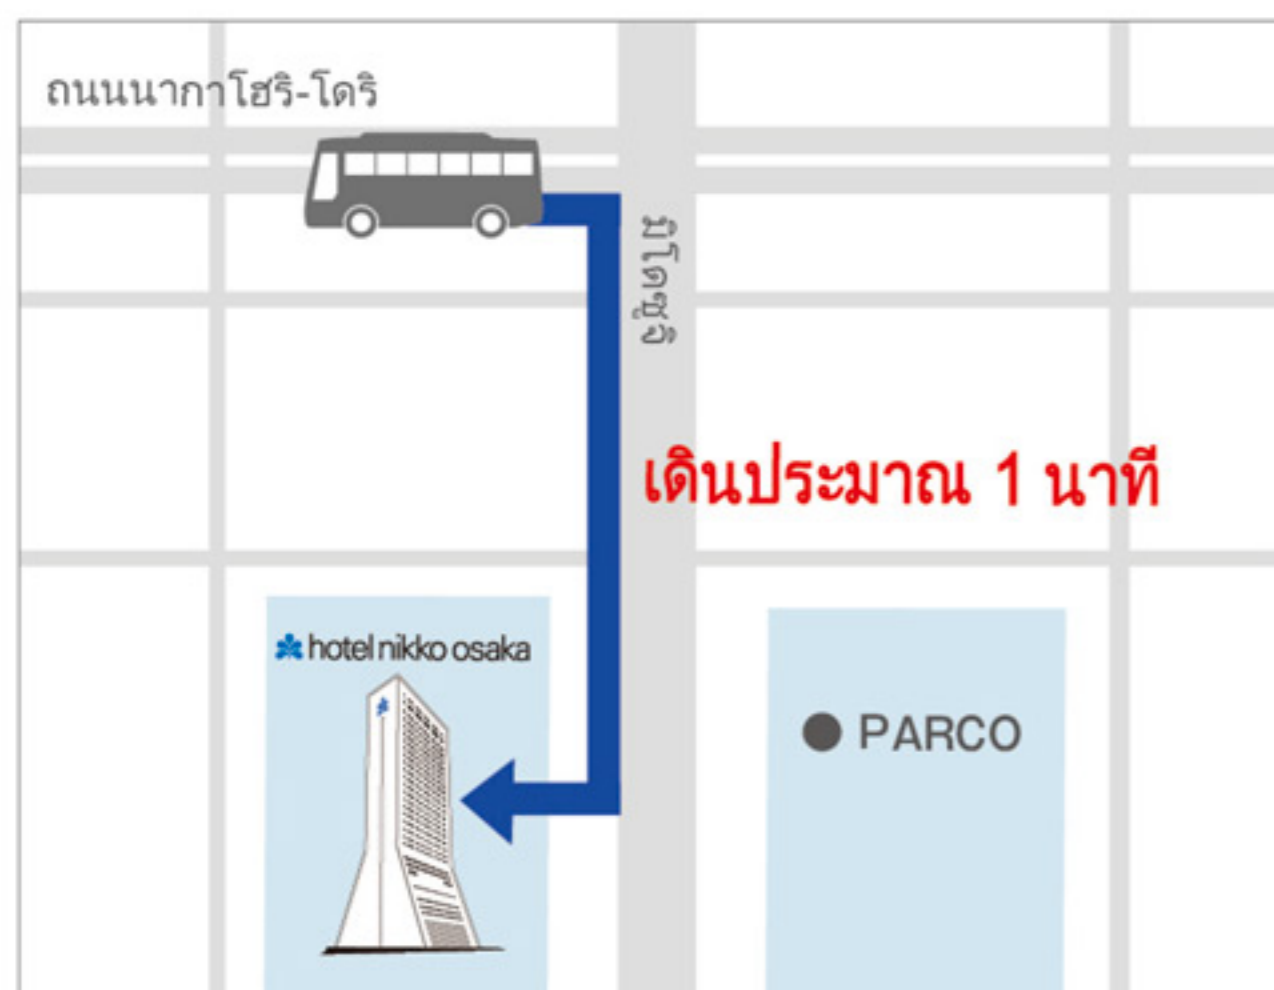 ถนนนากาโฮริ-โดริ
มิโดซูจิ
เดินประมาณ 1 นาที
hotel nikko osaka
PARCO